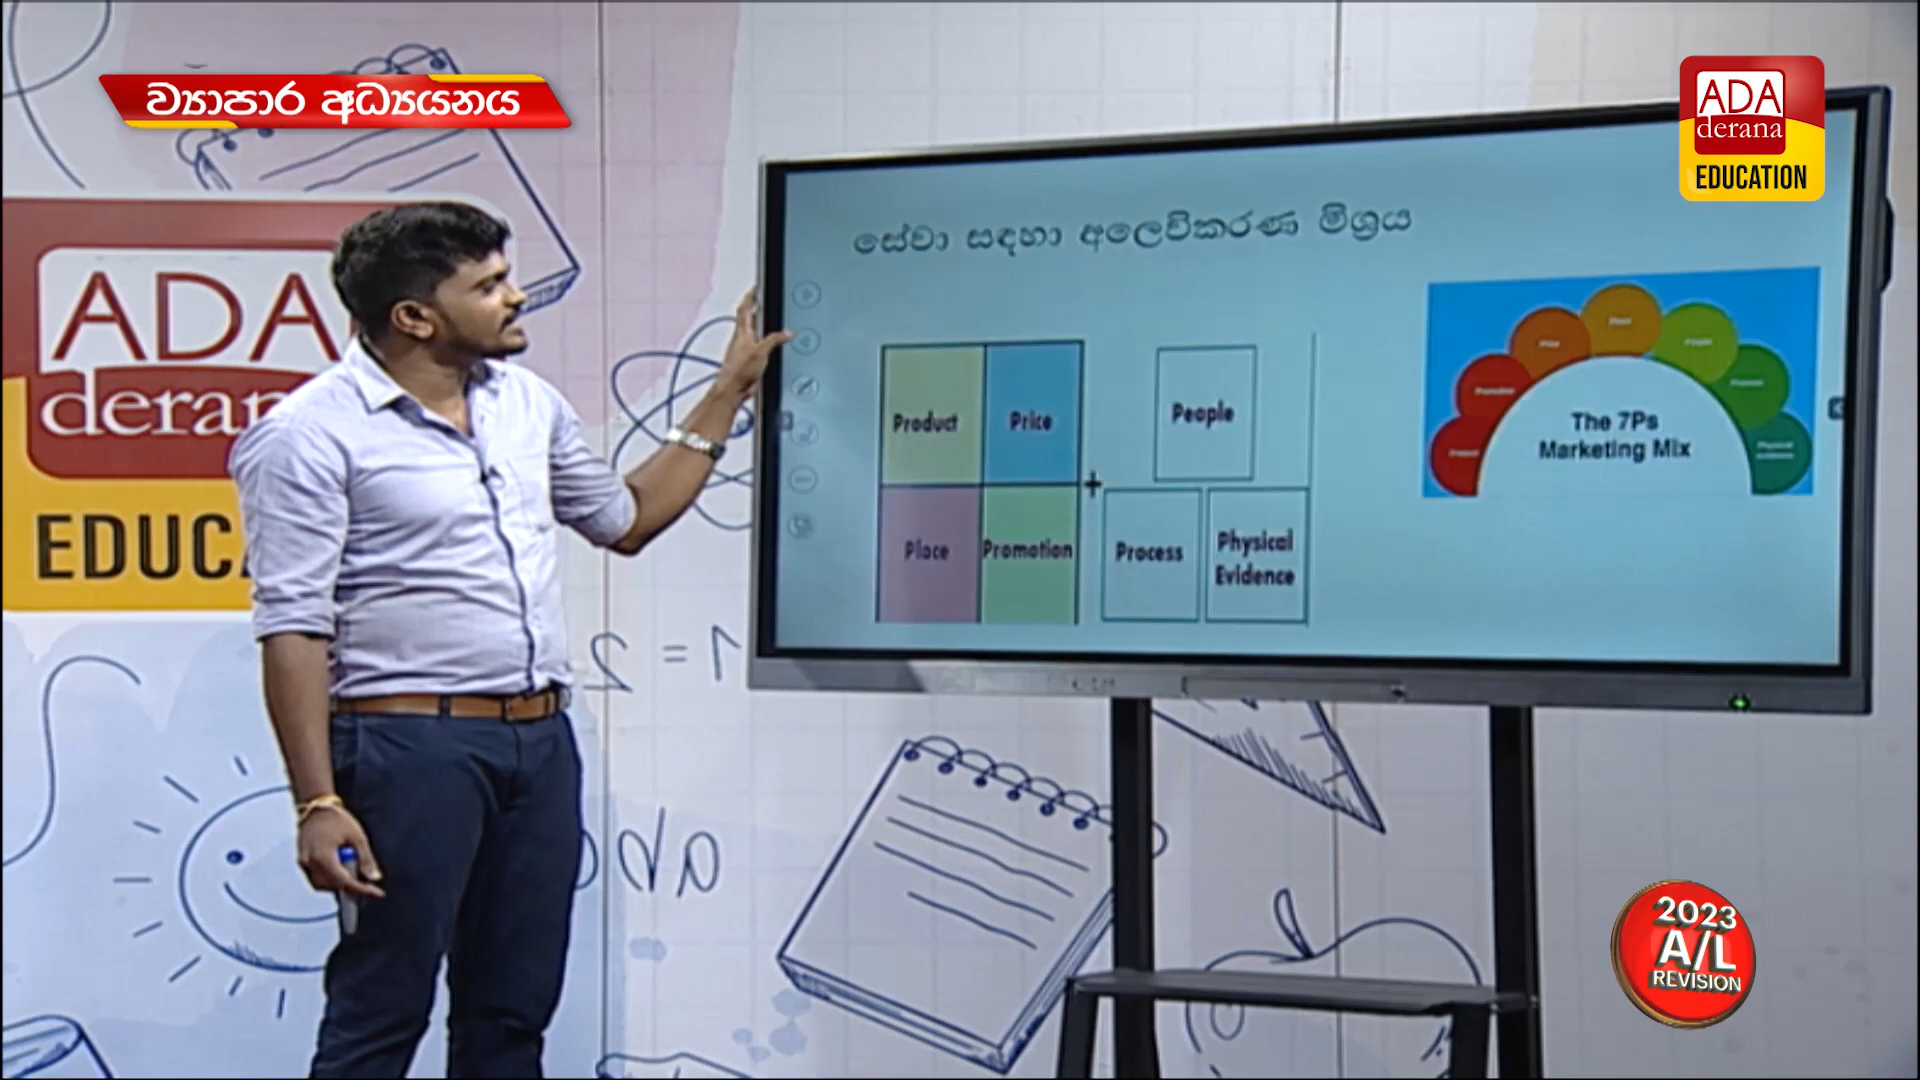 ව්‍යාපාර අධ්‍යයනය
ADA
derana
EDUCATION
ADA
EDUC
සේවා සඳහා අලෙවිකරණ මිශ්‍රය
Product
Price
Place
Promotion
+
People
Process
Physical
Evidence
The 7Ps
Marketing Mix
2023
A/L
REVISION